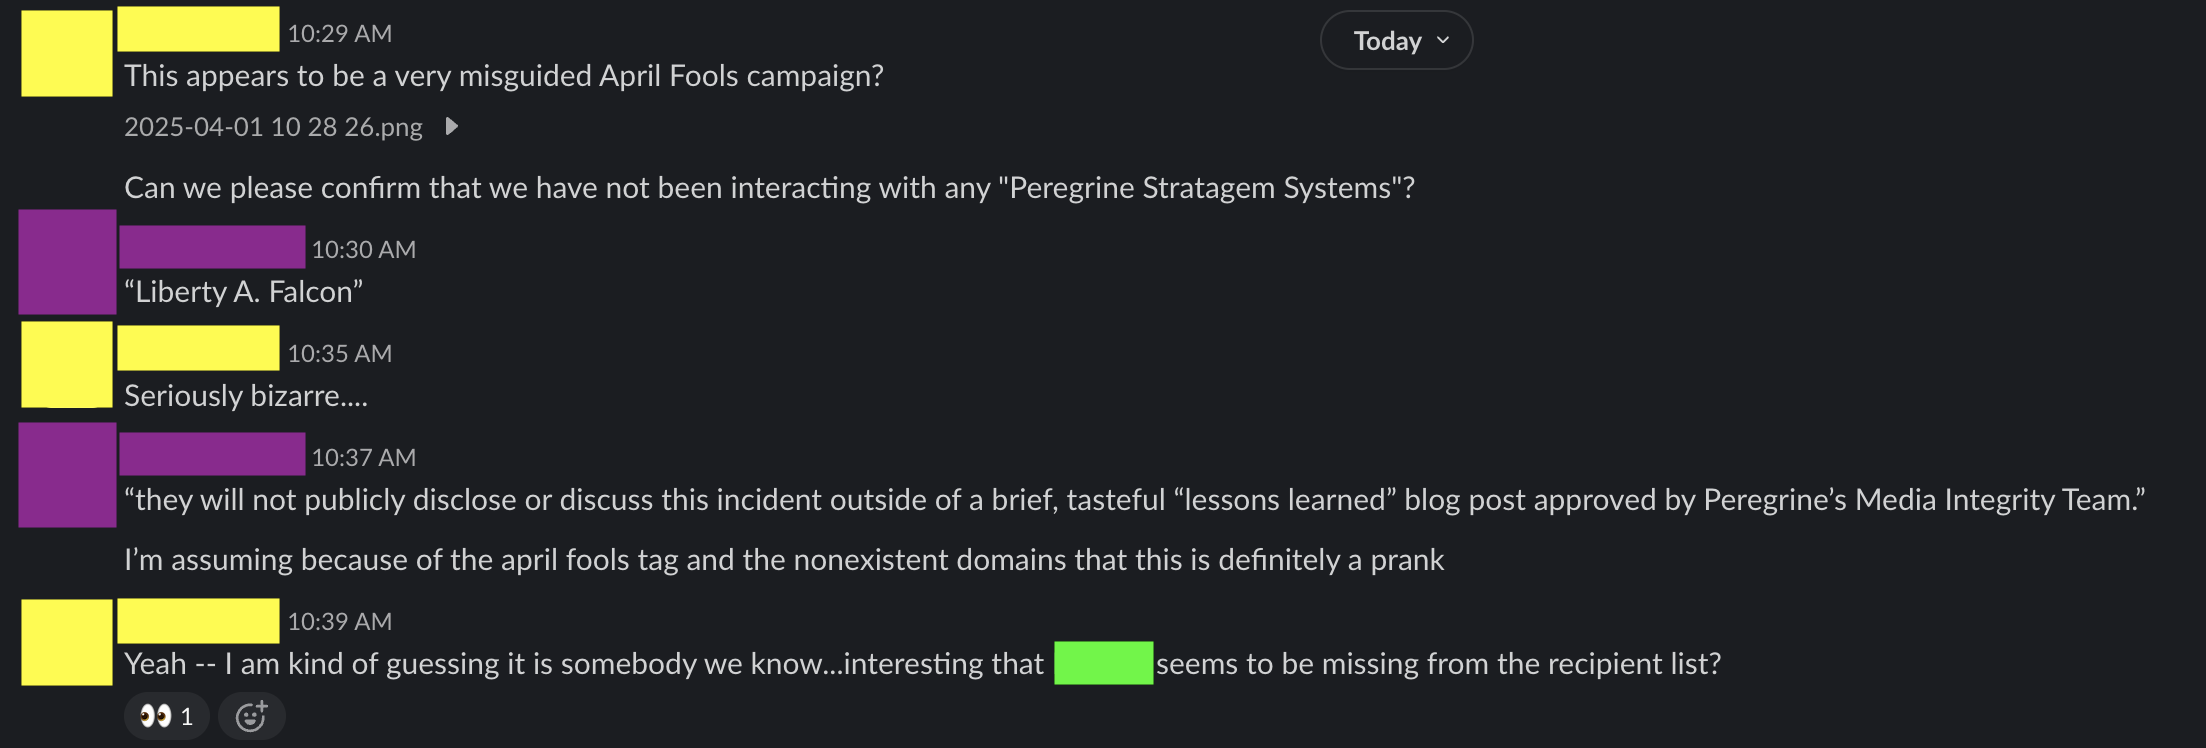 10:29 AM
Today
This appears to be a very misguided April Fools campaign?
2025-04-01 10 28 26.png
Can we please confirm that we have not been interacting with any "Peregrine Stratagem Systems"?
10:30 AM
“Liberty A. Falcon”
10:35 AM
Seriously bizarre....
10:37 AM
“they will not publicly disclose or discuss this incident outside of a brief, tasteful “lessons learned” blog post approved by Peregrine’s Media Integrity Team.”
I’m assuming because of the april fools tag and the nonexistent domains that this is definitely a prank
10:39 AM
Yeah -- I am kind of guessing it is somebody we know...interesting that seems to be missing from the recipient list?
👀 1